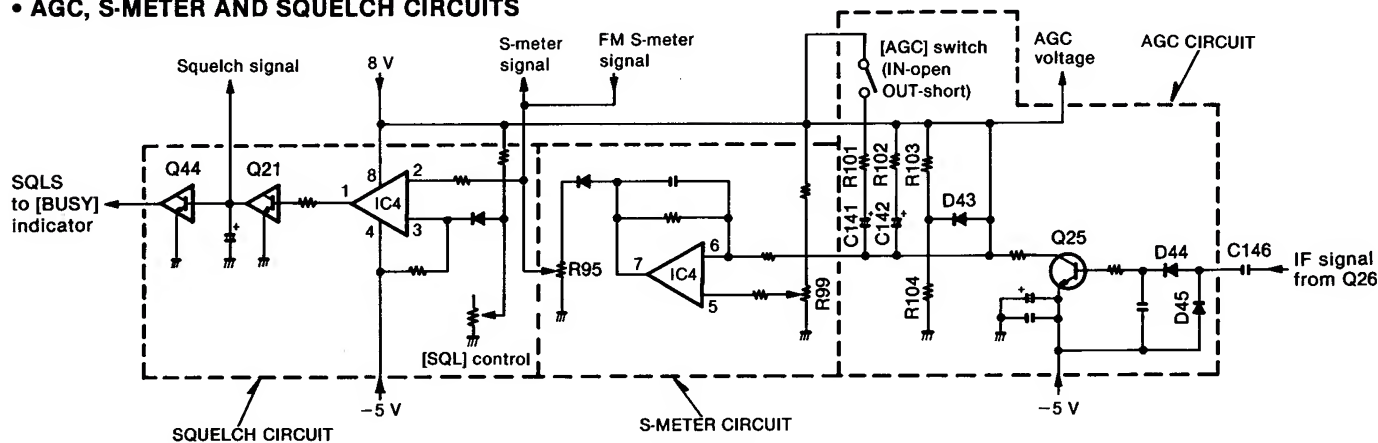 • AGC, S-METER AND SQUELCH CIRCUITS
Squelch signal
8 V
S-meter
signal
FM S-meter
signal
[AGC] switch
(IN-open
OUT-short)
AGC
voltage
AGC CIRCUIT
SQLS
to [BUSY]
indicator
Q44
Q21
1
8
4
IC4
2
3
[SQL] control
R95
7
IC4
6
5
R99
C141
R101
C142
R102
R103
R104
D43
Q25
D44
D45
C146
IF signal
from Q26
−5 V
−5 V
SQUELCH CIRCUIT
S-METER CIRCUIT